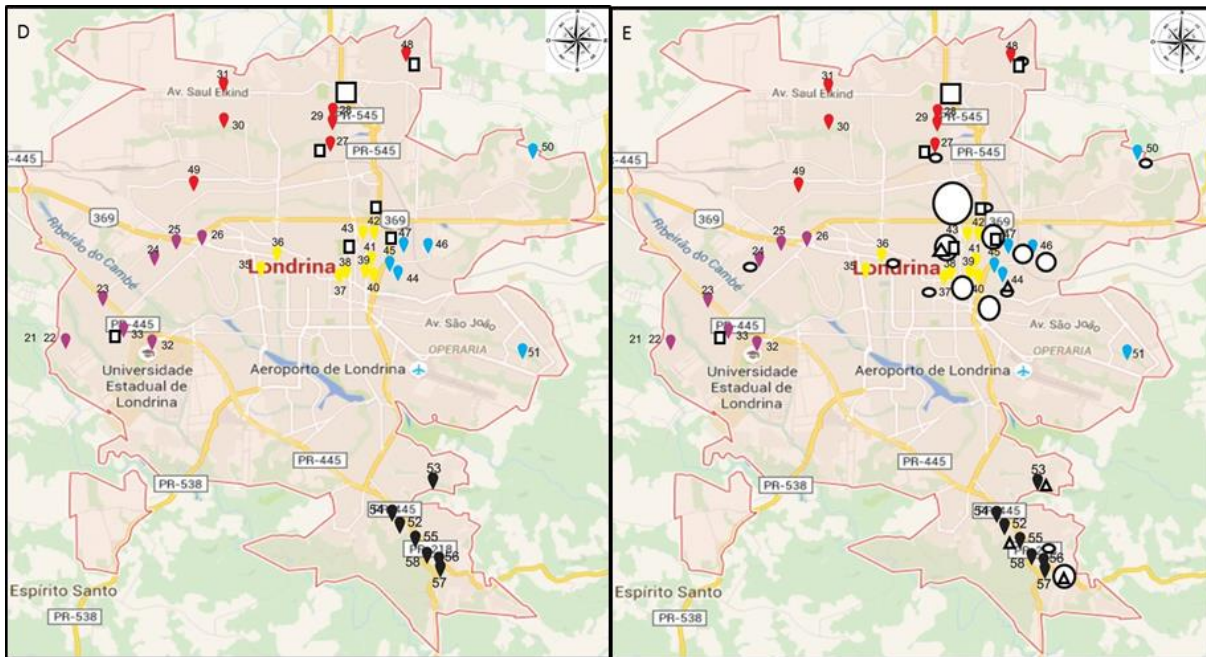 D
48
31
Av. Saul Elkind
28
29
PR-545
30
27
PR-545
50
PR-445
49
369
369
25
26
43
42
47
46
24
36
41
45
Ribeirão do Cambé
35
Londrina
38
39
44
37
40
23
PR-445
33
Av. São João
21
22
32
OPERARIA
51
Universidade
Estadual de
Londrina
Aeroporto de Londrina
PR-445
53
PR-538
54
445
52
55
58
56
57
Espírito Santo
PR-538
E
48
31
Av. Saul Elkind
28
29
PR-545
30
27
PR-545
50
PR-445
49
369
369
25
26
43
42
47
46
24
36
41
45
Ribeirão do Cambé
35
Londrina
38
39
44
37
40
23
PR-445
33
Av. São João
21
22
32
OPERARIA
51
Universidade
Estadual de
Londrina
Aeroporto de Londrina
PR-445
53
PR-538
54
445
52
55
58
56
57
Espírito Santo
PR-538